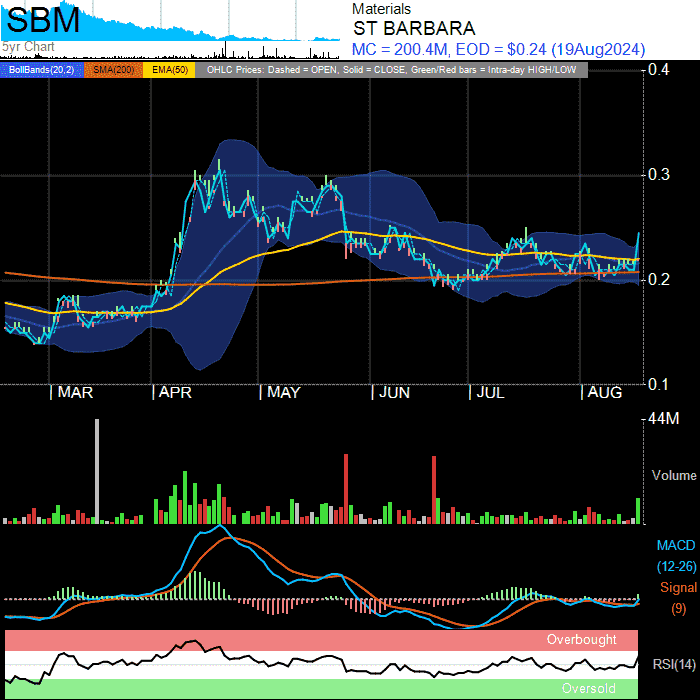 SBM
5yr Chart
Materials
ST BARBARA
MC = 200.4M, EOD = $0.24 (19Aug2024)
BollBands(20,2) SMA(200) EMA(50) OHLC Prices: Dashed = OPEN, Solid = CLOSE, Green/Red bars = Intra-day HIGH/LOW
0.4
0.3
0.2
0.1
MAR APR MAY JUN JUL AUG
44M
Volume
MACD
(12-26)
Signal
(9)
Overbought
RSI(14)
Oversold